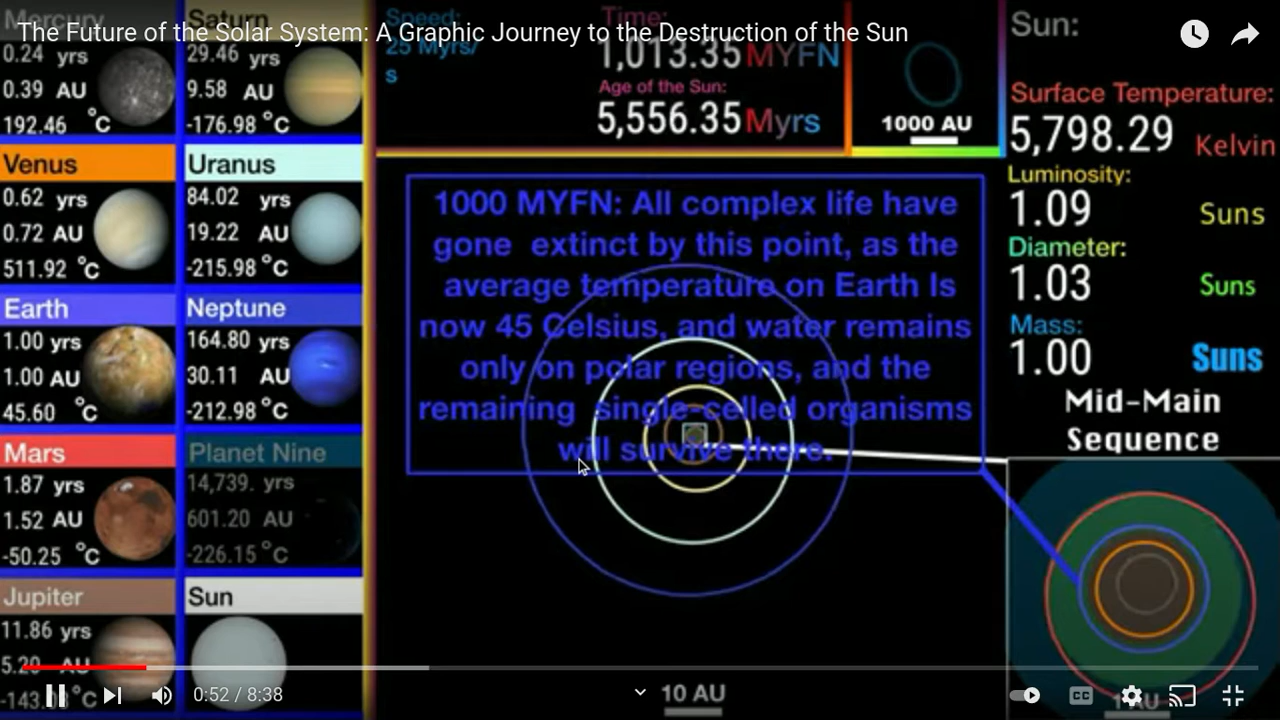 The Future of the Solar System: A Graphic Journey to the Destruction of the Sun
Mercury
0.24 yrs
0.39 AU
192.46 °C
Saturn
29.46 yrs
9.58 AU
-176.98 °C
Venus
0.62 yrs
0.72 AU
511.92 °C
Uranus
84.02 yrs
19.22 AU
-215.98 °C
Earth
1.00 yrs
1.00 AU
45.60 °C
Neptune
164.80 yrs
30.11 AU
-212.98 °C
Mars
1.87 yrs
1.52 AU
-50.25 °C
Planet Nine
14,739. yrs
601.20 AU
-226.15 °C
Jupiter
11.86 yrs
5.20 AU
Sun
Speed:
25 Myrs/
s
Time:
1,013.35 MYFN
Age of the Sun:
5,556.35 Myrs
1000 AU
1000 MYFN: All complex life have
gone extinct by this point, as the
average temperature on Earth Is
now 45 Celsius, and water remains
only on polar regions, and the
remaining single-celled organisms
will survive there.
10 AU
Sun:
Surface Temperature:
5,798.29 Kelvin
Luminosity:
1.09 Suns
Diameter:
1.03 Suns
Mass:
1.00 Suns
Mid-Main
Sequence
1 AU
0:52 / 8:38
CC